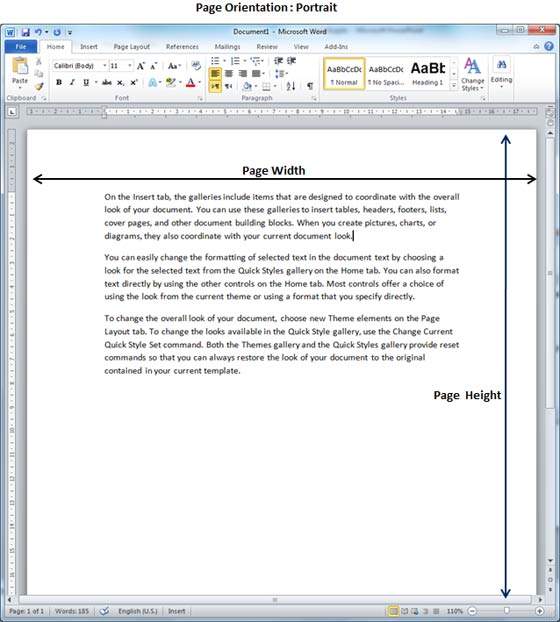 Page Orientation : Portrait
Document1 - Microsoft Word
File Home Insert Page Layout References Mailings Review View Add-Ins
Calibri (Body) 11
AaBbCcDc AaBbCcDc AaBb(
Paste
¶ Normal ¶ No Spaci... Heading 1 Change Styles Editing
Clipboard Font Paragraph Styles
Page Width
On the Insert tab, the galleries include items that are designed to coordinate with the overall
look of your document. You can use these galleries to insert tables, headers, footers, lists,
cover pages, and other document building blocks. When you create pictures, charts, or
diagrams, they also coordinate with your current document look.
You can easily change the formatting of selected text in the document text by choosing a
look for the selected text from the Quick Styles gallery on the Home tab. You can also format
text directly by using the other controls on the Home tab. Most controls offer a choice of
using the look from the current theme or using a format that you specify directly.
To change the overall look of your document, choose new Theme elements on the Page
Layout tab. To change the looks available in the Quick Style gallery, use the Change Current
Quick Style Set command. Both the Themes gallery and the Quick Styles gallery provide reset
commands so that you can always restore the look of your document to the original
contained in your current template.
Page Height
Page: 1 of 1 Words: 185 English (U.S.) Insert 110%